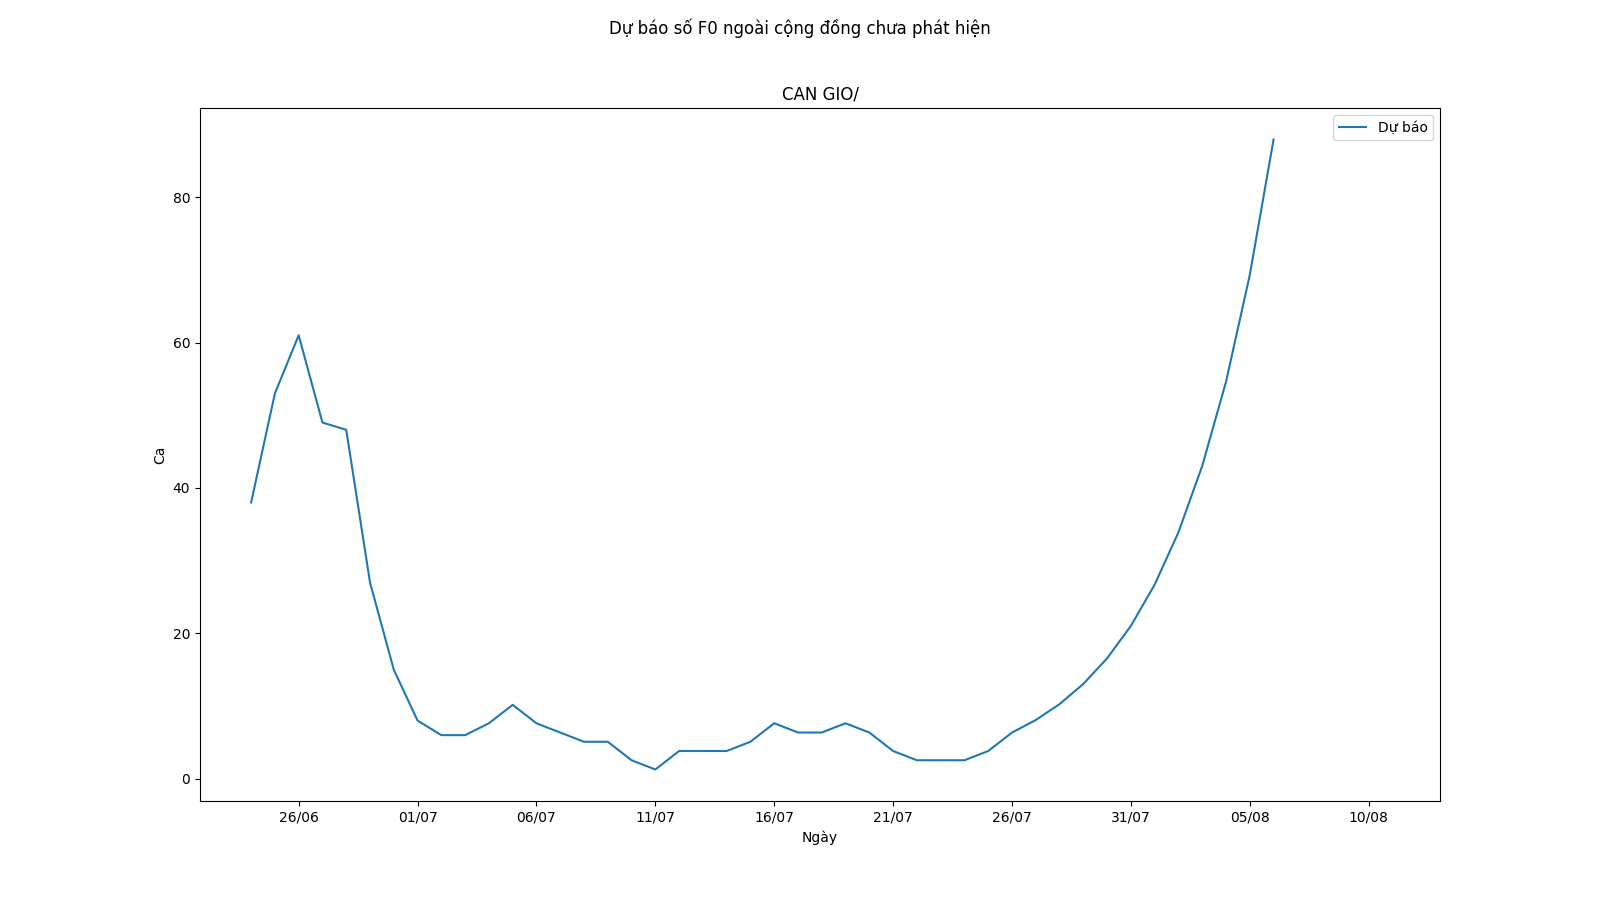 Dự báo số F0 ngoài cộng đồng chưa phát hiện
CAN GIO/
Dự báo
80
60
40
20
0
Ca
26/06 01/07 06/07 11/07 16/07 21/07 26/07 31/07 05/08 10/08
Ngày